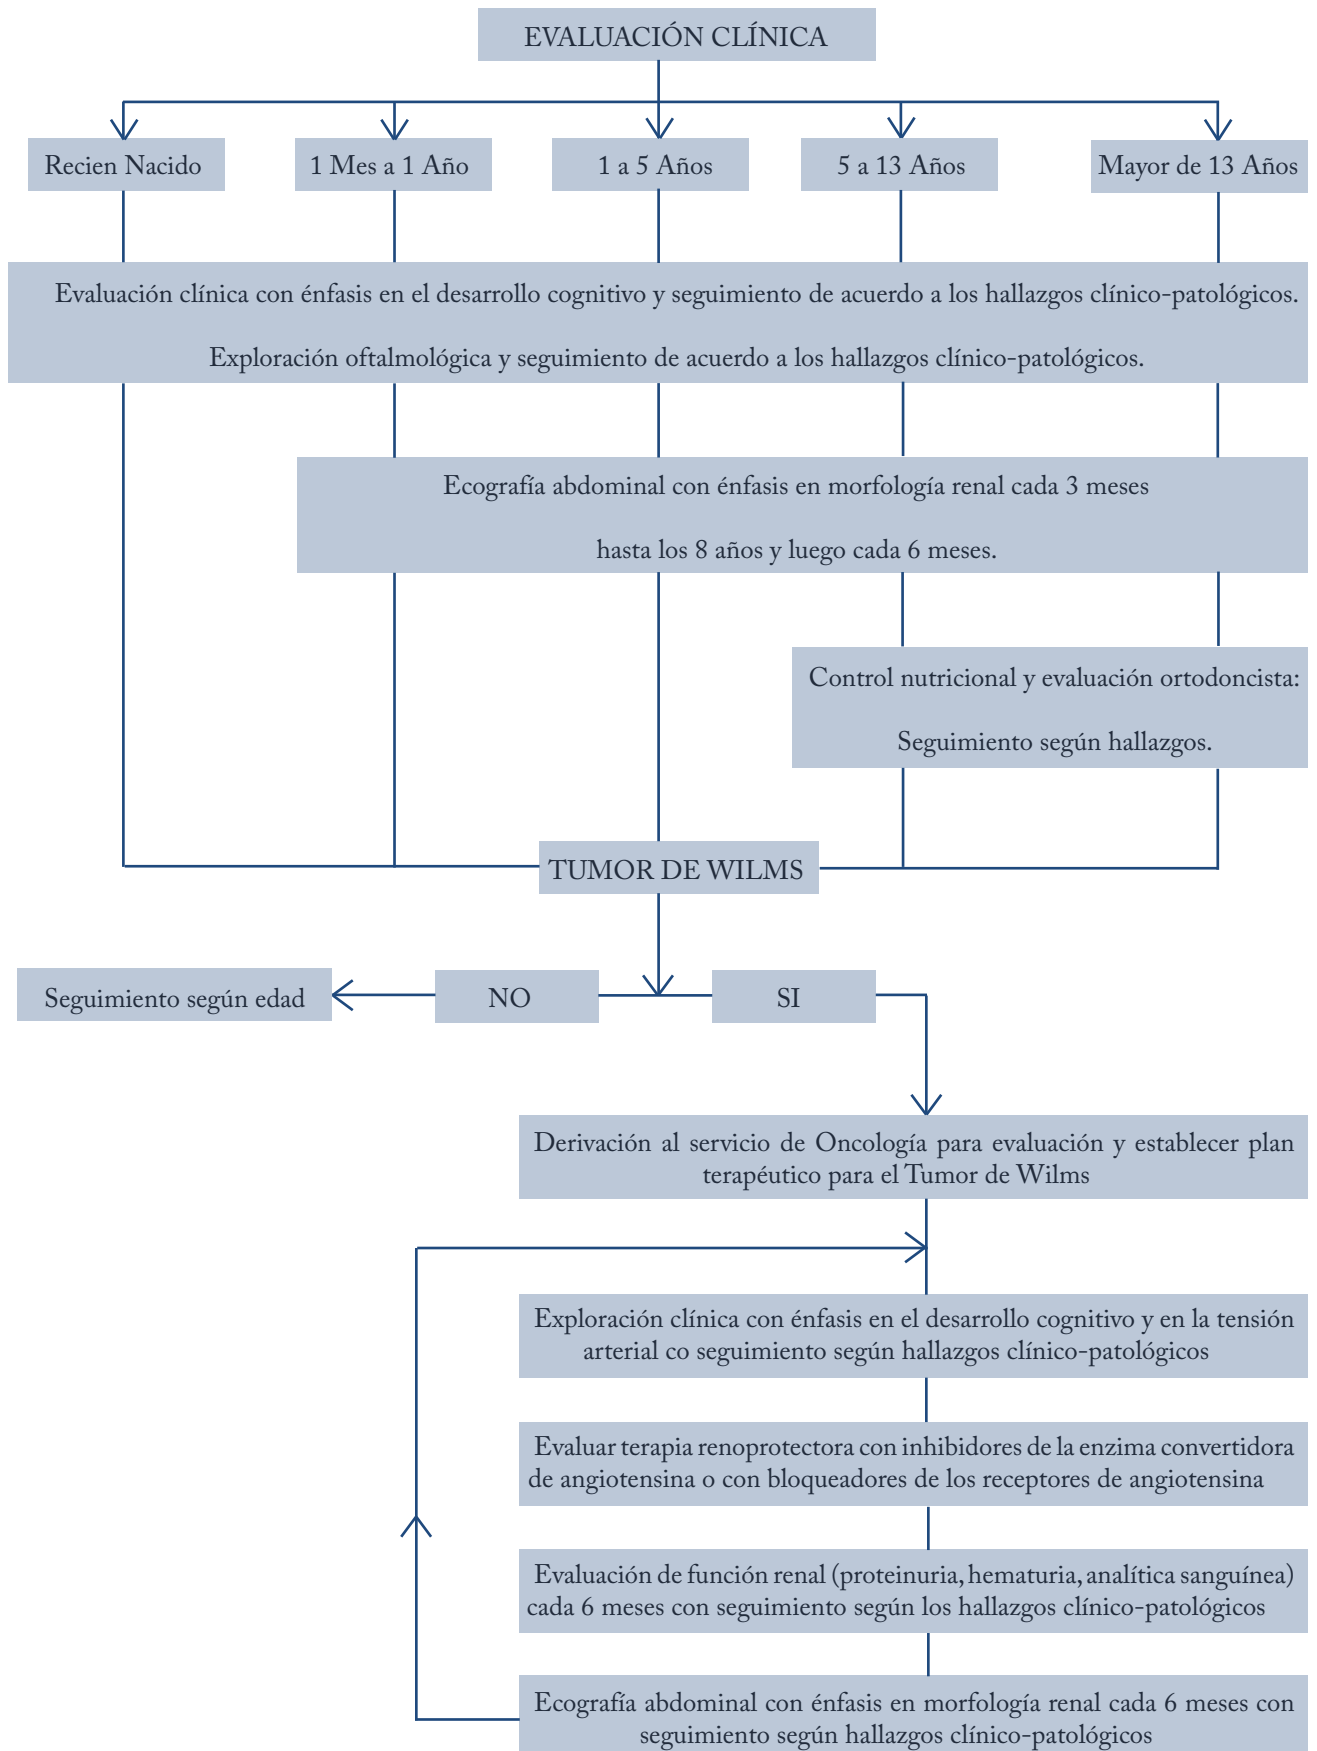 EVALUACIÓN CLÍNICA
Recien Nacido
1 Mes a 1 Año
1 a 5 Años
5 a 13 Años
Mayor de 13 Años
Evaluación clínica con énfasis en el desarrollo cognitivo y seguimiento de acuerdo a los hallazgos clínico-patológicos.
Exploración oftalmológica y seguimiento de acuerdo a los hallazgos clínico-patológicos.
Ecografía abdominal con énfasis en morfología renal cada 3 meses
hasta los 8 años y luego cada 6 meses.
Control nutricional y evaluación ortodoncista:
Seguimiento según hallazgos.
TUMOR DE WILMS
Seguimiento según edad
NO
SI
Derivación al servicio de Oncología para evaluación y establecer plan
terapéutico para el Tumor de Wilms
Exploración clínica con énfasis en el desarrollo cognitivo y en la tensión
arterial co seguimiento según hallazgos clínico-patológicos
Evaluar terapia renoprotectora con inhibidores de la enzima convertidora
de angiotensina o con bloqueadores de los receptores de angiotensina
Evaluación de función renal (proteinuria, hematuria, analítica sanguínea)
cada 6 meses con seguimiento según los hallazgos clínico-patológicos
Ecografía abdominal con énfasis en morfología renal cada 6 meses con
seguimiento según hallazgos clínico-patológicos